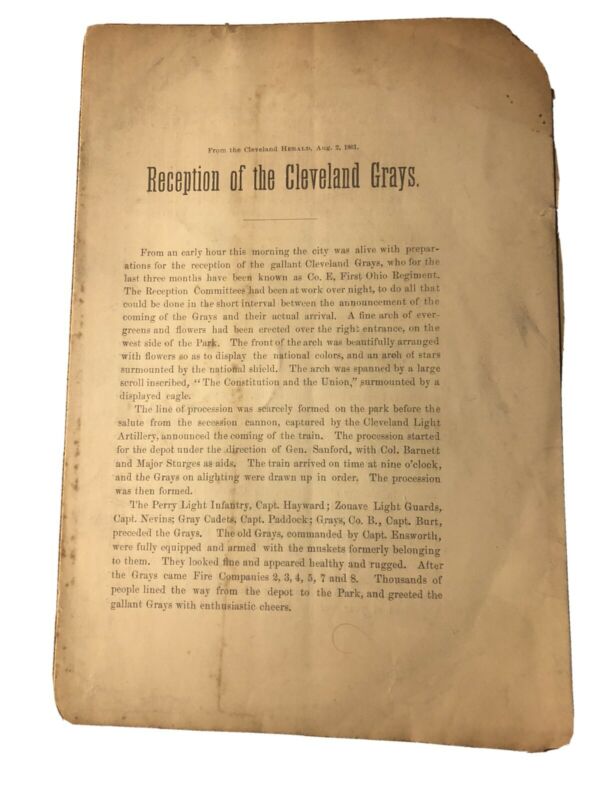 From the Cleveland HERALD, Aug. 2, 1861.
Reception of the Cleveland Grays.
From an early hour this morning the city was alive with prepar-
ations for the reception of the gallant Cleveland Grays, who for the
last three months have been known as Co. E, First Ohio Regiment.
The Reception Committees had been at work over night, to do all that
could be done in the short interval between the announcement of the
coming of the Grays and their actual arrival. A fine arch of ever-
greens and flowers had been erected over the right entrance, on the
west side of the Park. The front of the arch was beautifully arranged
with flowers so as to display the national colors, and an arch of stars
surmounted by the national shield. The arch was spanned by a large
scroll inscribed, "The Constitution and the Union," surmounted by a
displayed eagle.
The line of procession was scarcely formed on the park before the
salute from the secession cannon, captured by the Cleveland Light
Artillery, announced the coming of the train. The procession started
for the depot under the direction of Gen. Sanford, with Col. Barnett
and Major Sturges as aids. The train arrived on time at nine o'clock,
and the Grays on alighting were drawn up in order. The procession
was then formed.
The Perry Light Infantry, Capt. Hayward; Zouave Light Guards,
Capt. Nevins; Gray Cadets, Capt. Paddock; Grays, Co. B., Capt. Burt,
preceded the Grays. The old Grays, commanded by Capt. Ensworth,
were fully equipped and armed with the muskets formerly belonging
to them. They looked fine and appeared healthy and rugged. After
the Grays came Fire Companies 2, 3, 4, 5, 7 and 8. Thousands of
people lined the way from the depot to the Park, and greeted the
gallant Grays with enthusiastic cheers.